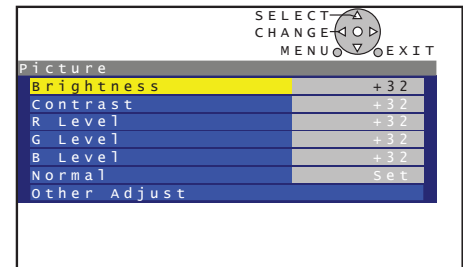 SELECT
CHANGE
MENU EXIT
Picture
Brightness +32
Contrast +32
R Level +32
G Level +32
B Level +32
Normal Set
Other Adjust